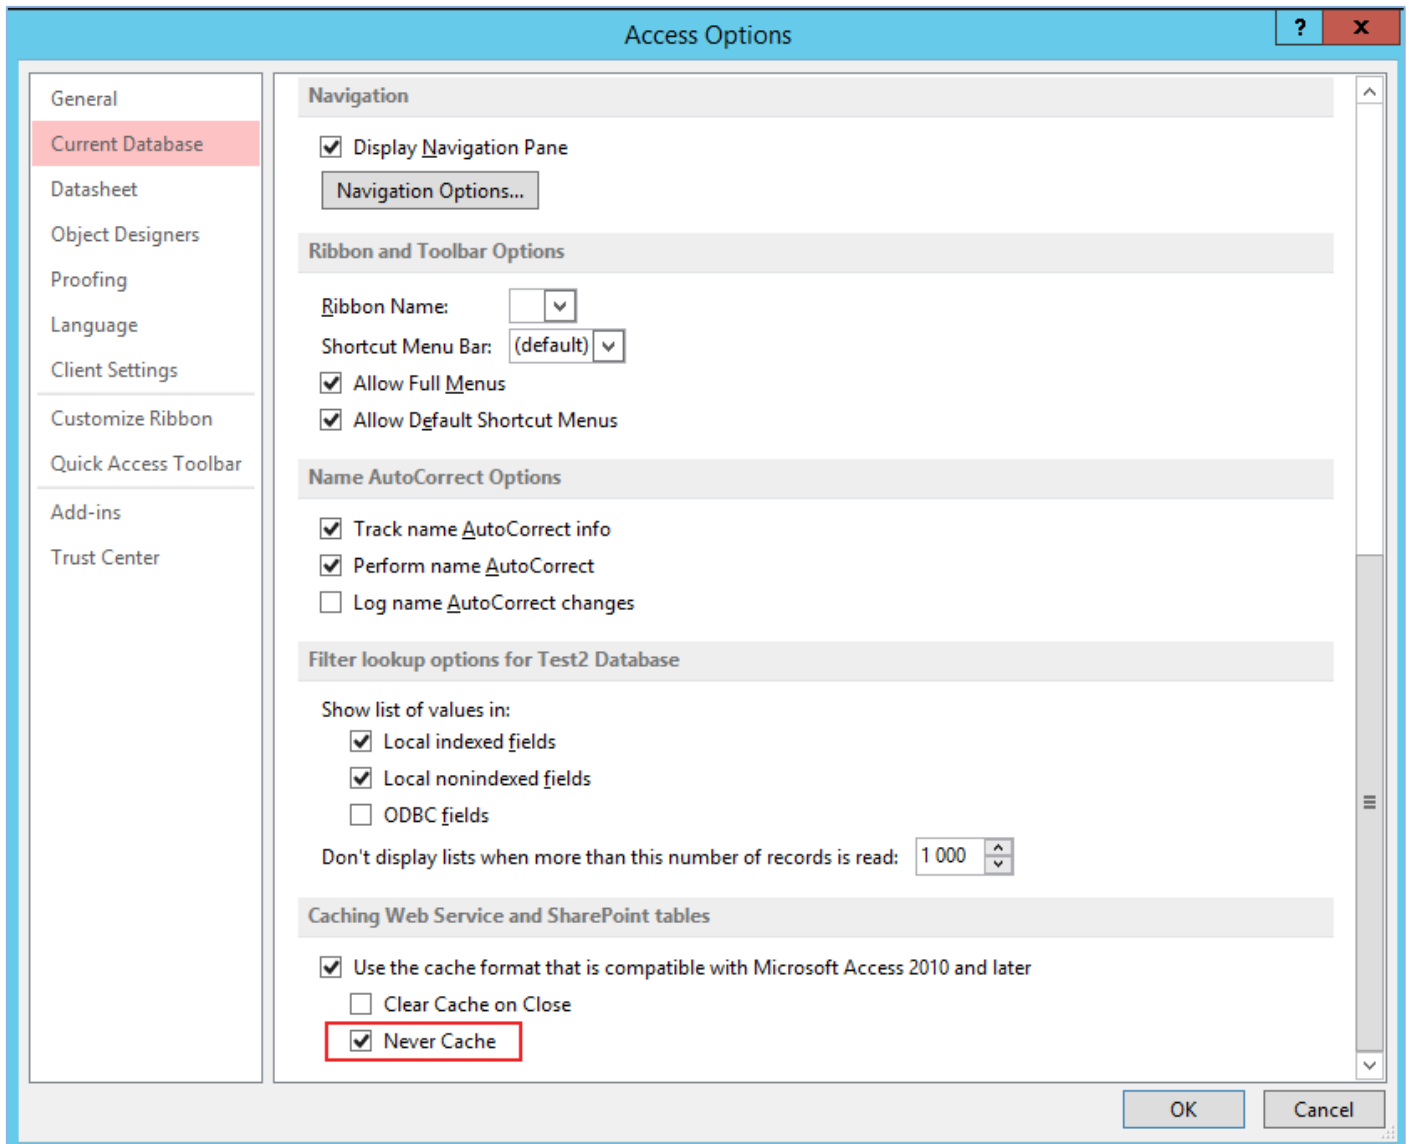 Access Options
?
x
General
Current Database
Datasheet
Object Designers
Proofing
Language
Client Settings
Customize Ribbon
Quick Access Toolbar
Add-ins
Trust Center
Navigation
Display Navigation Pane
Navigation Options...
Ribbon and Toolbar Options
Ribbon Name:
Shortcut Menu Bar: (default)
Allow Full Menus
Allow Default Shortcut Menus
Name AutoCorrect Options
Track name AutoCorrect info
Perform name AutoCorrect
Log name AutoCorrect changes
Filter lookup options for Test2 Database
Show list of values in:
Local indexed fields
Local nonindexed fields
ODBC fields
Don't display lists when more than this number of records is read: 1 000
Caching Web Service and SharePoint tables
Use the cache format that is compatible with Microsoft Access 2010 and later
Clear Cache on Close
Never Cache
OK
Cancel